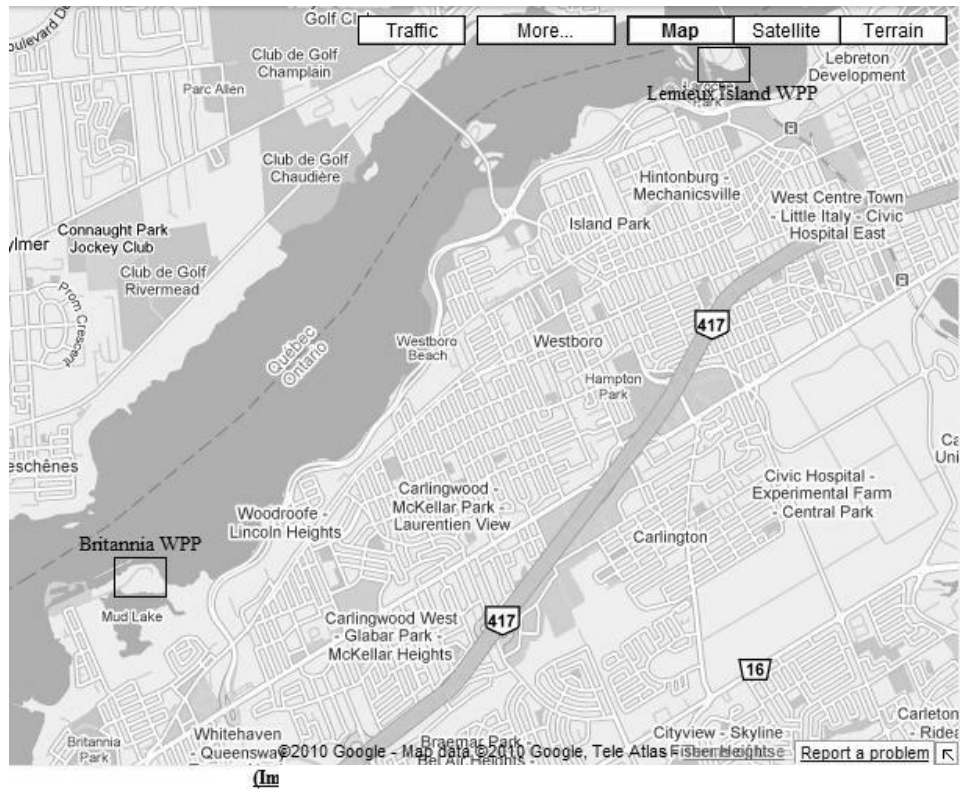 Golf Club
Traffic
More...
Map
Satellite
Terrain
Club de Golf
Champlain
Parc Allen
Lebreton
Development
Lemieux Island WPP
Park
Club de Golf
Chaudière
Hintonburg -
Mechanicsville
West Centre Town
- Little Italy - Civic
Hospital East
Island Park
Connaught Park
Jockey Club
ylmer
Club de Golf
Rivermead
Prom Crescent
Québec
Ontario
417
Westboro
Beach
Westboro
Hampton
Park
eschênes
Carlingwood -
McKellar Park -
Laurentien View
Civic Hospital -
Experimental Farm
- Central Park
Ca
Uni
Woodroofe -
Lincoln Heights
Carlington
Britannia WPP
Mud Lake
Carlingwood West
- Glabar Park -
McKellar Heights
417
16
Britannia
Park
Whitehaven
- Queensway
Braemar Park -
Bel Air Heights -
Cityview - Skyline
Carleton
- Ridea
©2010 Google - Map data ©2010 Google, Tele Atlas
Report a problem
(Im